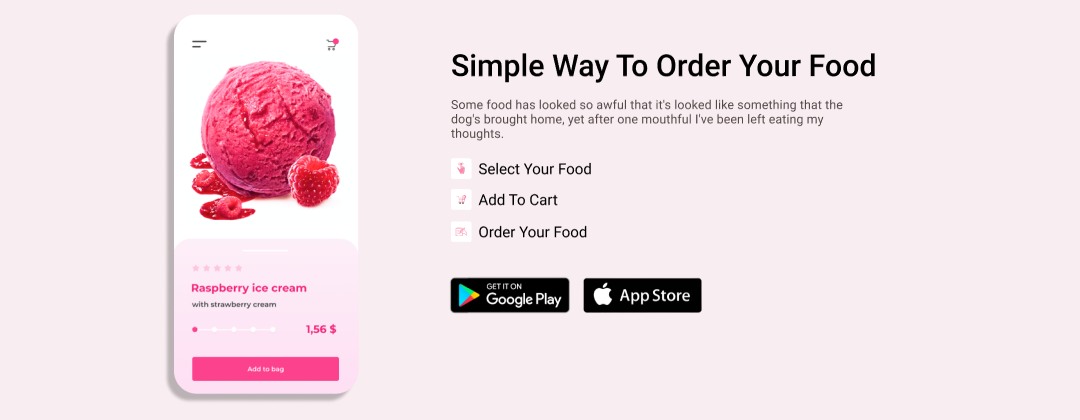 Simple Way To Order Your Food
Some food has looked so awful that it's looked like something that the
dog's brought home, yet after one mouthful I've been left eating my
thoughts.
Select Your Food
Add To Cart
Order Your Food
GET IT ON
Google Play
App Store
Raspberry ice cream
with strawberry cream
1,56 $
Add to bag